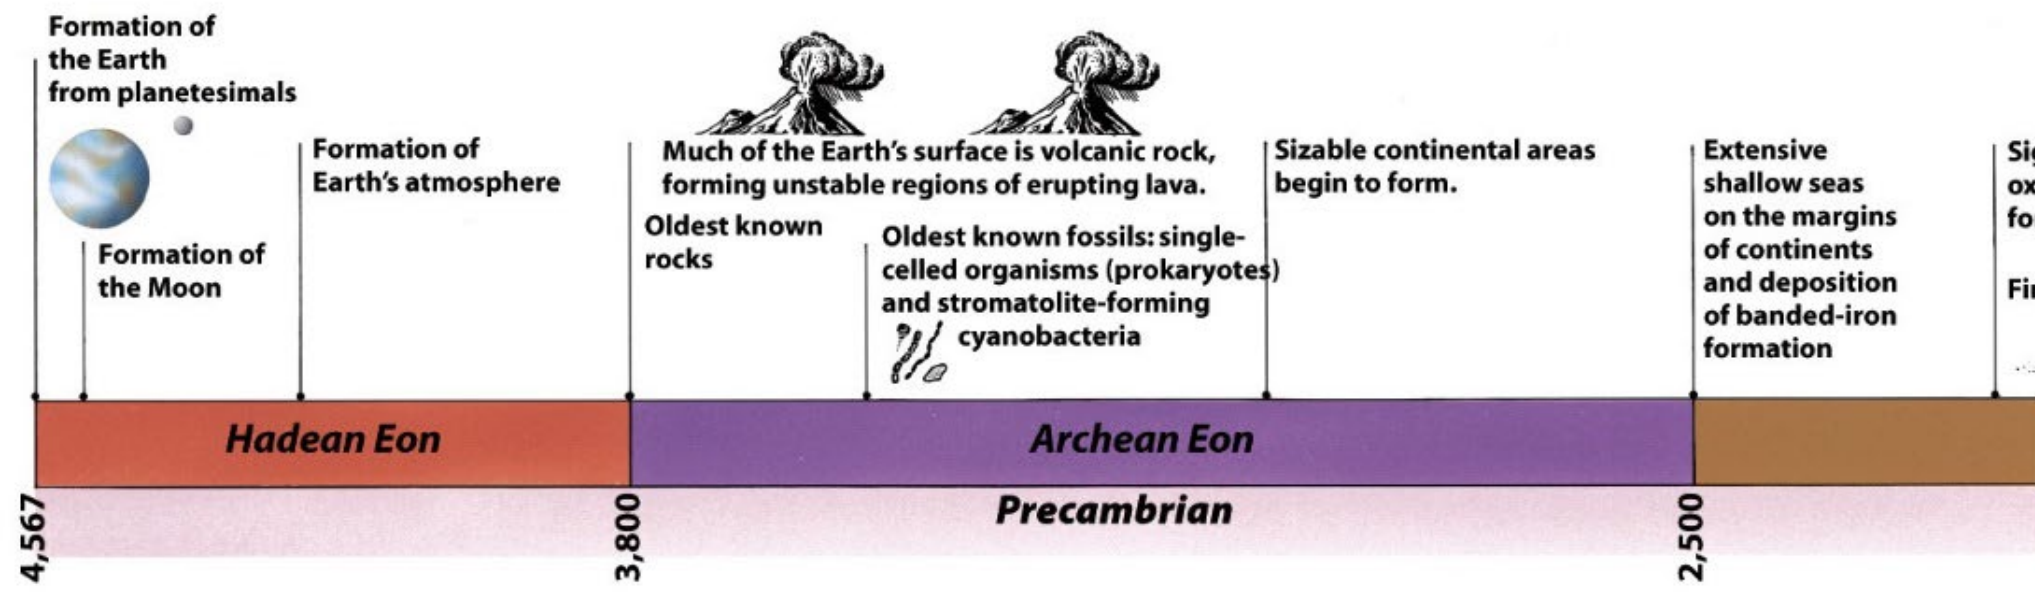 Formation of
the Earth
from planetesimals
Formation of
the Moon
Formation of
Earth's atmosphere
Much of the Earth's surface is volcanic rock,
forming unstable regions of erupting lava.
Oldest known
rocks
Oldest known fossils: single-
celled organisms (prokaryotes)
and stromatolite-forming
cyanobacteria
Sizable continental areas
begin to form.
Extensive
shallow seas
on the margins
of continents
and deposition
of banded-iron
formation
Hadean Eon
Archean Eon
Precambrian
4,567
3,800
2,500